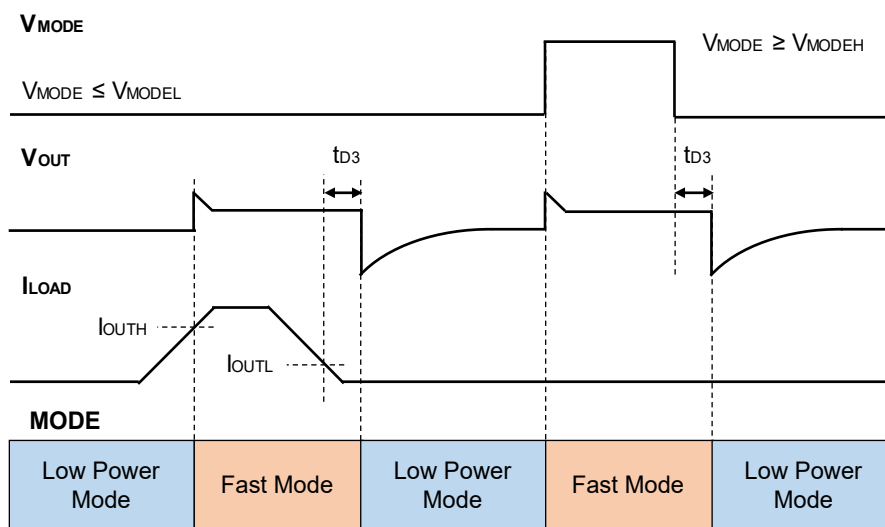 VMODE
VMODE ≥ VMODEH
VMODE ≤ VMODEL
VOUT
tD3
tD3
ILOAD
IOUTH
IOUTL
MODE
Low Power
Mode
Fast Mode
Low Power
Mode
Fast Mode
Low Power
Mode